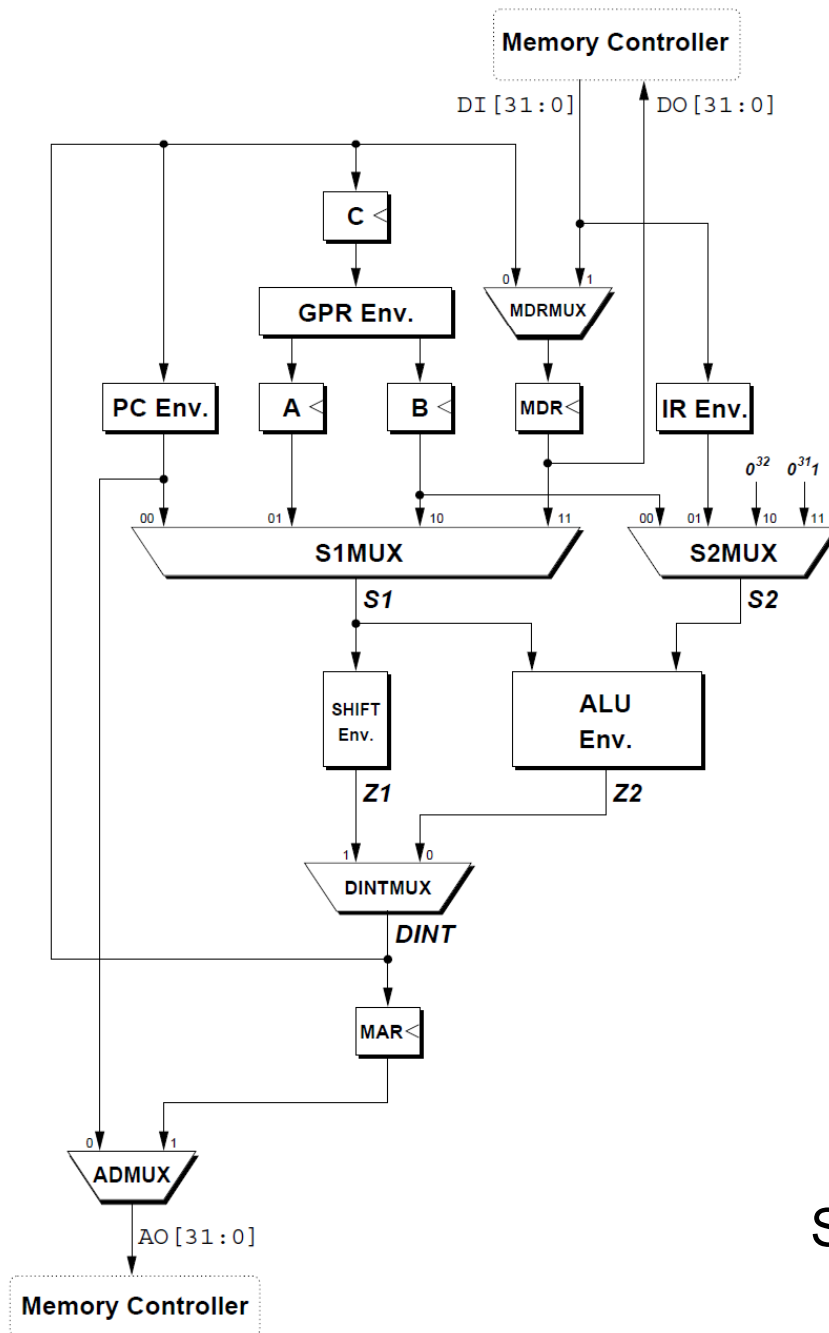 Memory Controller
DI[31:0] DO[31:0]
C
0 1
MDRMUX
GPR Env.
PC Env. A B MDR IR Env.
0³² 0³¹1
00 01 10 11 00 01 10 11
S1MUX S2MUX
S1 S2
SHIFT
Env.
ALU
Env.
Z1 Z2
1 0
DINTMUX
DINT
MAR
0 1
ADMUX
AO[31:0]
S
Memory Controller